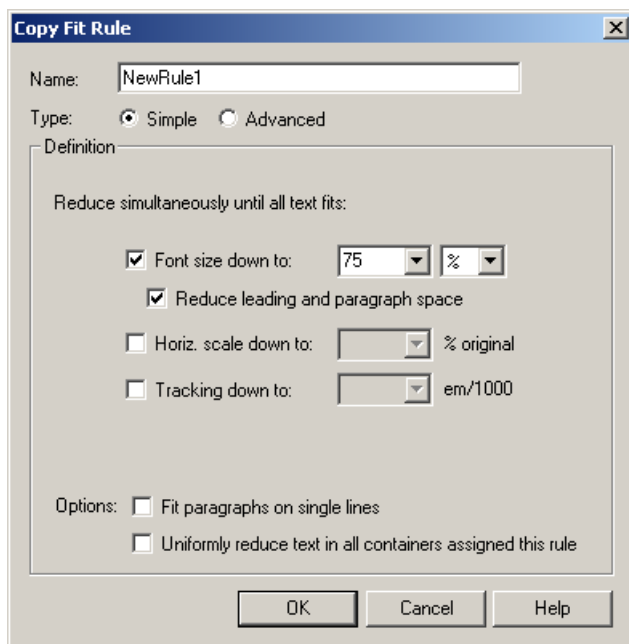 Copy Fit Rule
Name: NewRule1
Type: Simple Advanced
Definition
Reduce simultaneously until all text fits:
Font size down to: 75 %
Reduce leading and paragraph space
Horiz. scale down to: % original
Tracking down to: em/1000
Options: Fit paragraphs on single lines
Uniformly reduce text in all containers assigned this rule
OK Cancel Help